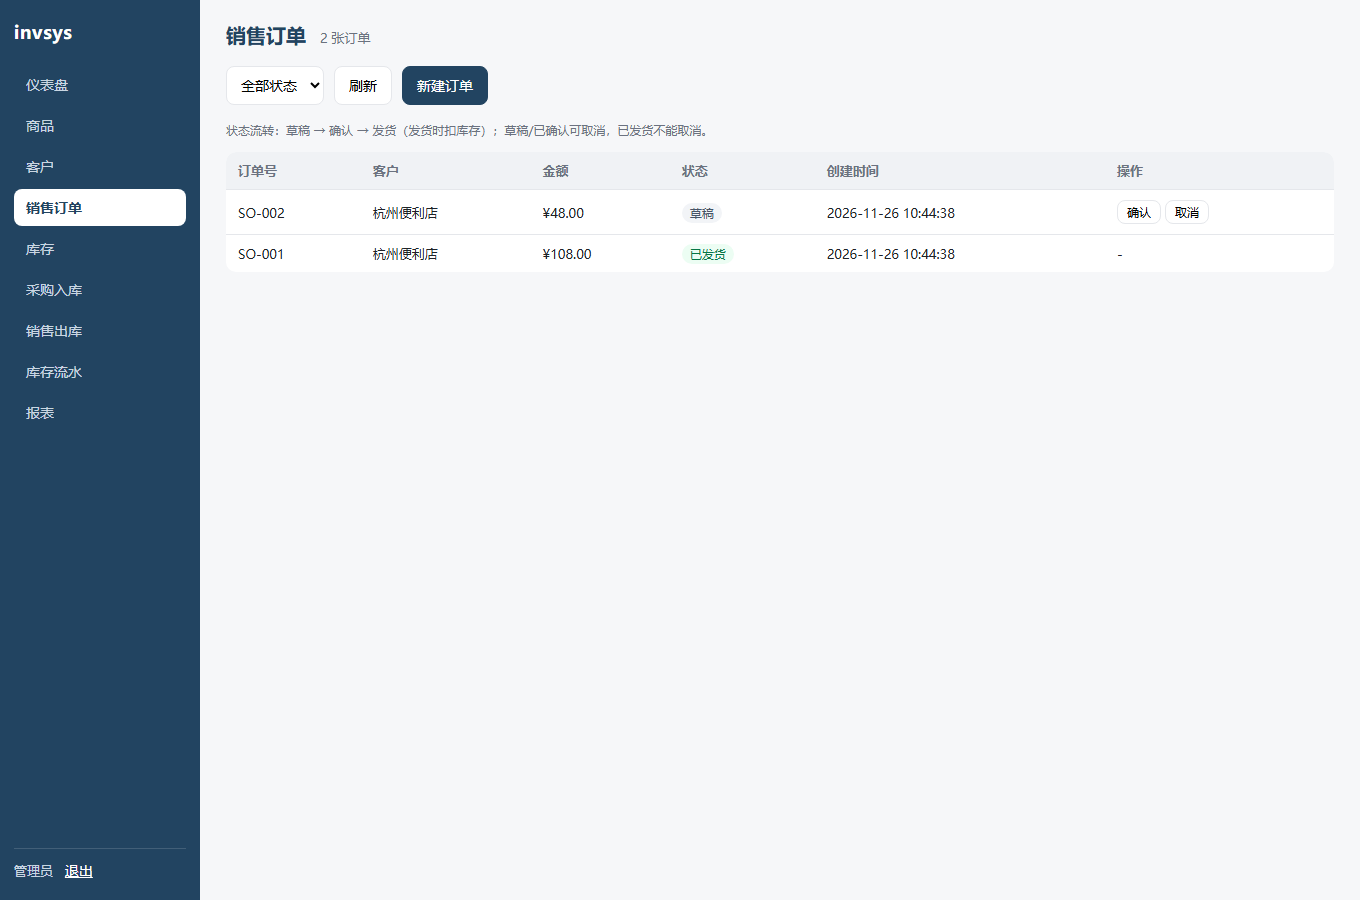 invsys
仪表盘
商品
客户
销售订单
库存
采购入库
销售出库
库存流水
报表
管理员 退出
销售订单 2 张订单
全部状态 刷新 新建订单
状态流转：草稿 → 确认 → 发货（发货时扣库存）；草稿/已确认可取消，已发货不能取消。
订单号 客户 金额 状态 创建时间 操作
SO-002 杭州便利店 ¥48.00 草稿 2026-11-26 10:44:38 确认 取消
SO-001 杭州便利店 ¥108.00 已发货 2026-11-26 10:44:38 -